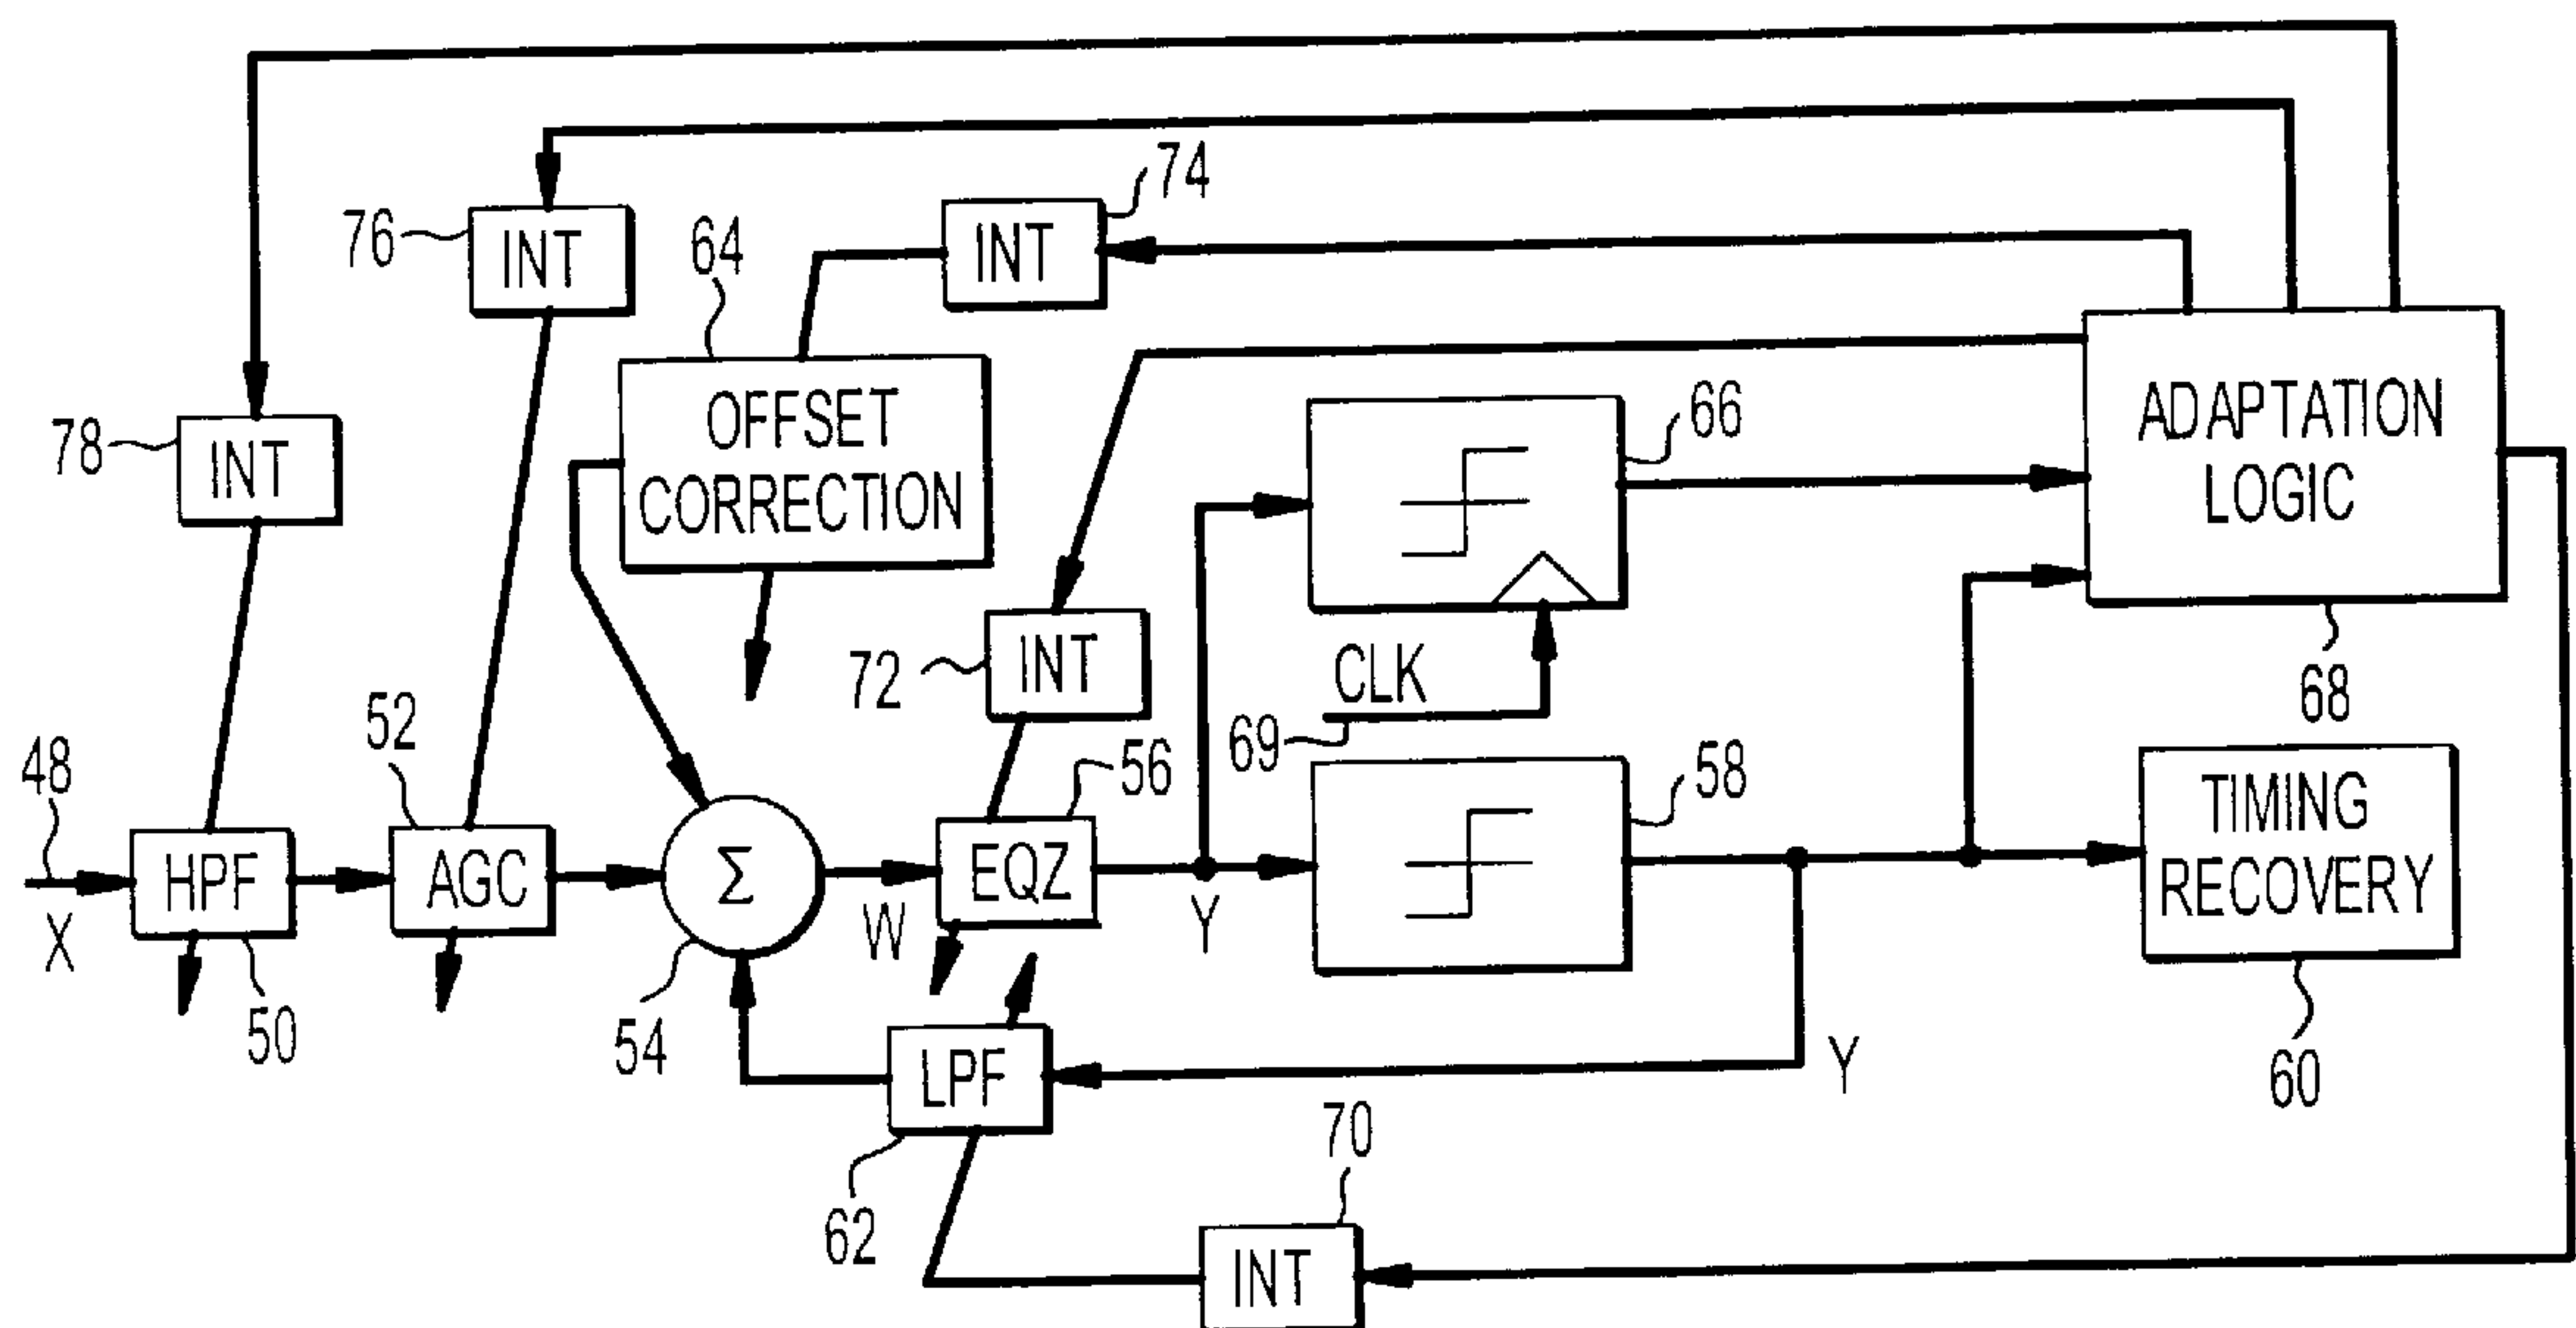 74
76
INT
INT
64
78
INT
OFFSET
CORRECTION
66
ADAPTATION
LOGIC
72
INT
CLK
69
68
48
X
HPF
50
52
AGC
Σ
54
W
56
EQZ
Y
58
TIMING
RECOVERY
60
LPF
62
Y
70
INT